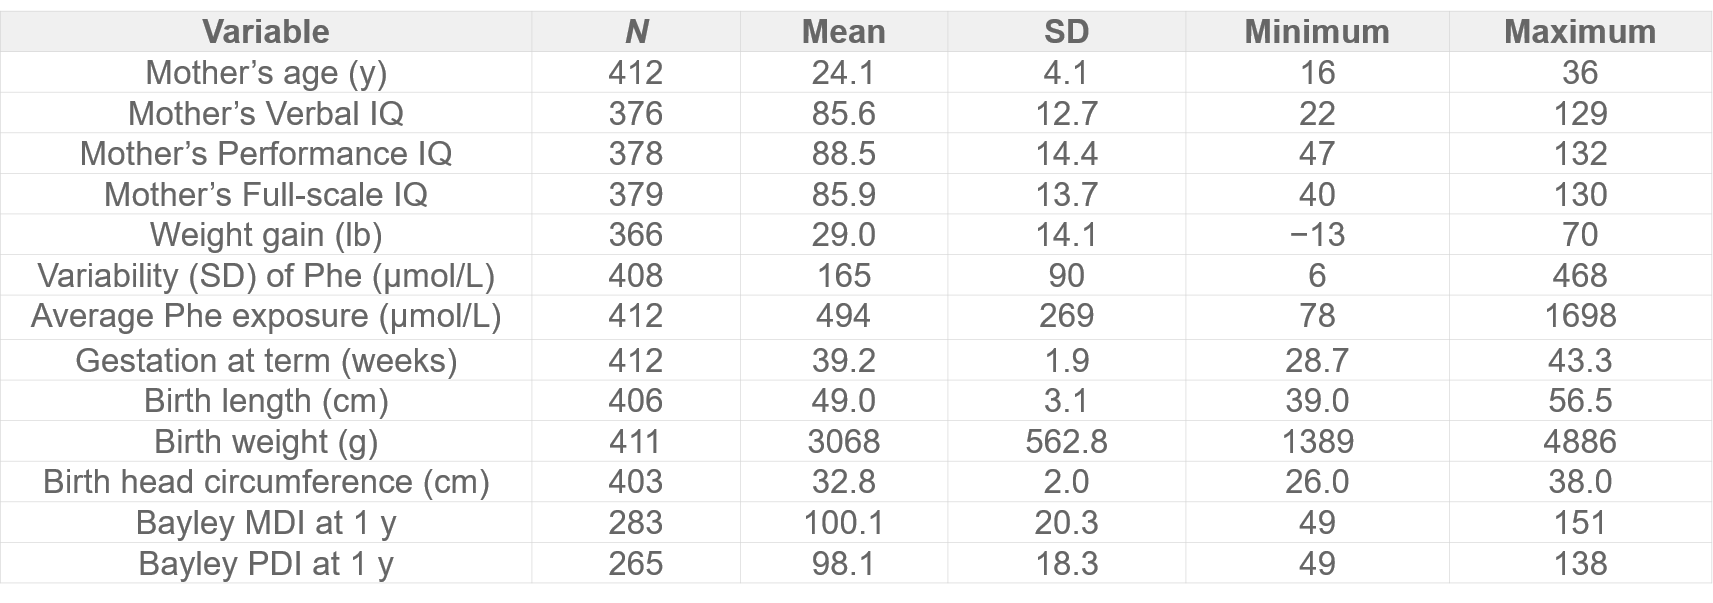 Variable N Mean SD Minimum Maximum
Mother’s age (y) 412 24.1 4.1 16 36
Mother’s Verbal IQ 376 85.6 12.7 22 129
Mother’s Performance IQ 378 88.5 14.4 47 132
Mother’s Full-scale IQ 379 85.9 13.7 40 130
Weight gain (lb) 366 29.0 14.1 −13 70
Variability (SD) of Phe (μmol/L) 408 165 90 6 468
Average Phe exposure (μmol/L) 412 494 269 78 1698
Gestation at term (weeks) 412 39.2 1.9 28.7 43.3
Birth length (cm) 406 49.0 3.1 39.0 56.5
Birth weight (g) 411 3068 562.8 1389 4886
Birth head circumference (cm) 403 32.8 2.0 26.0 38.0
Bayley MDI at 1 y 283 100.1 20.3 49 151
Bayley PDI at 1 y 265 98.1 18.3 49 138